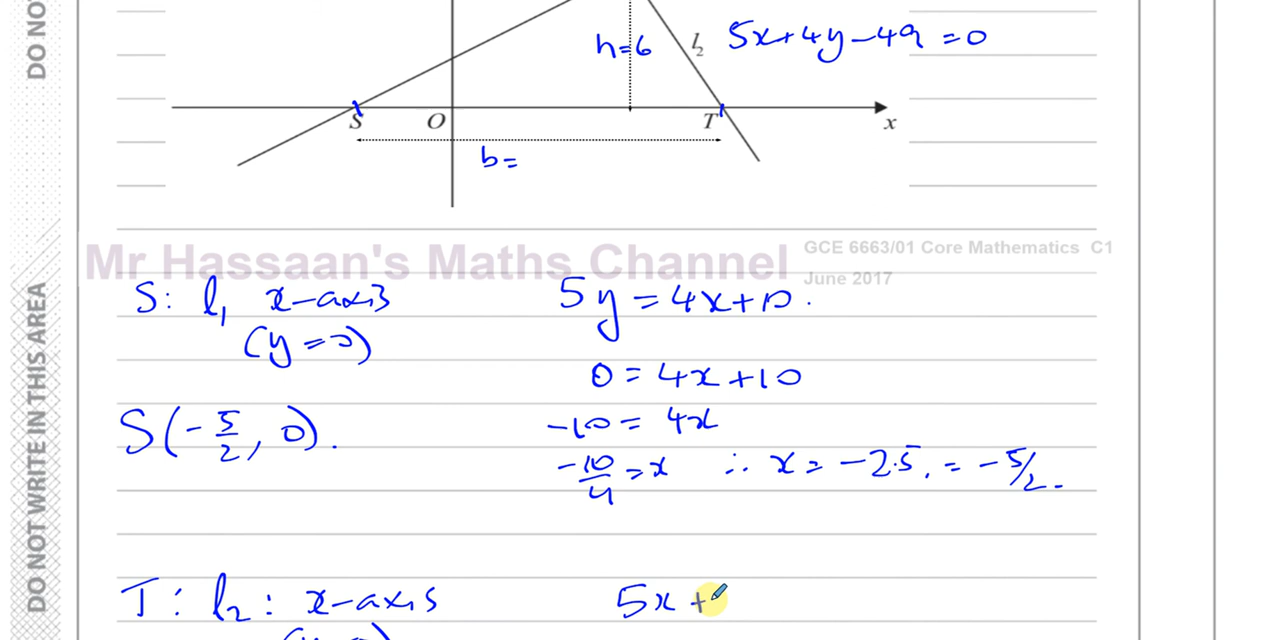 DO NOT
h=6
l₂ 5x+4y-49=0
S
O
T
x
b=
Mr Hassaan's Maths Channel
GCE 6663/01 Core Mathematics C1
June 2017
S: l₁ x-axis
(y=0)
5y=4x+10.
0=4x+10
S(-5/2, 0).
-10=4x
-10/4=x ∴ x=-2.5.=-5/2.
DO NOT WRITE IN THIS AREA
T: l₂: x-axis
5x+